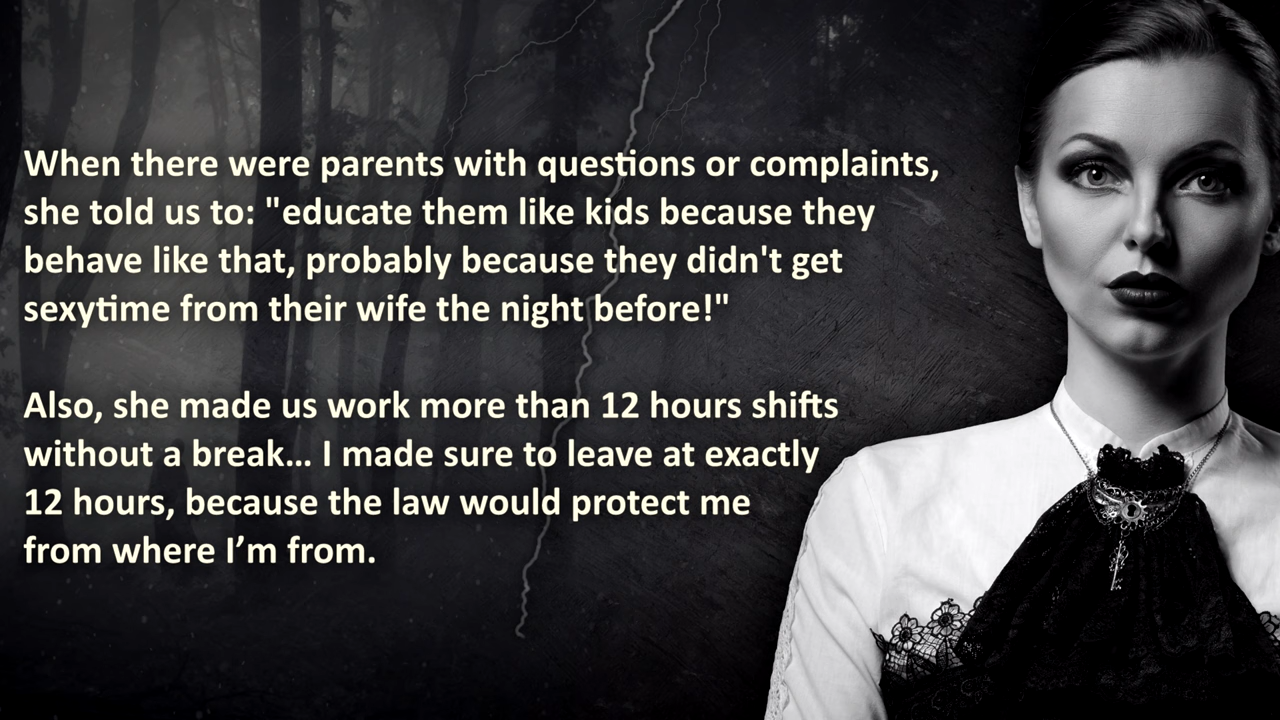 When there were parents with questions or complaints,
she told us to: "educate them like kids because they
behave like that, probably because they didn't get
sexytime from their wife the night before!"
Also, she made us work more than 12 hours shifts
without a break... I made sure to leave at exactly
12 hours, because the law would protect me
from where I’m from.